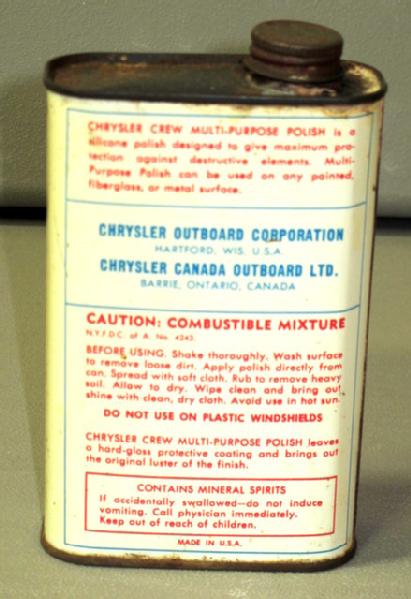 CHRYSLER CREW MULTI-PURPOSE POLISH is a
silicone polish designed to give maximum pro-
tection against destructive elements. Multi-
Purpose Polish can be used on any painted,
fiberglass, or metal surface.
CHRYSLER OUTBOARD CORPORATION
HARTFORD, WIS. U.S.A.
CHRYSLER CANADA OUTBOARD LTD.
BARRIE, ONTARIO, CANADA
CAUTION: COMBUSTIBLE MIXTURE
N.Y.F.D.C. of A. No. 4243.
BEFORE USING. Shake thoroughly. Wash surface
to remove loose dirt. Apply polish directly from
can. Spread with soft cloth. Rub to remove heavy
soil. Allow to dry. Wipe clean and bring out
shine with clean, dry cloth. Avoid use in hot sun.
DO NOT USE ON PLASTIC WINDSHIELDS
CHRYSLER CREW MULTI-PURPOSE POLISH leaves
a hard-gloss protective coating and brings out
the original luster of the finish.
CONTAINS MINERAL SPIRITS
If accidentally swallowed—do not induce
vomiting. Call physician immediately.
Keep out of reach of children.
MADE IN U.S.A.